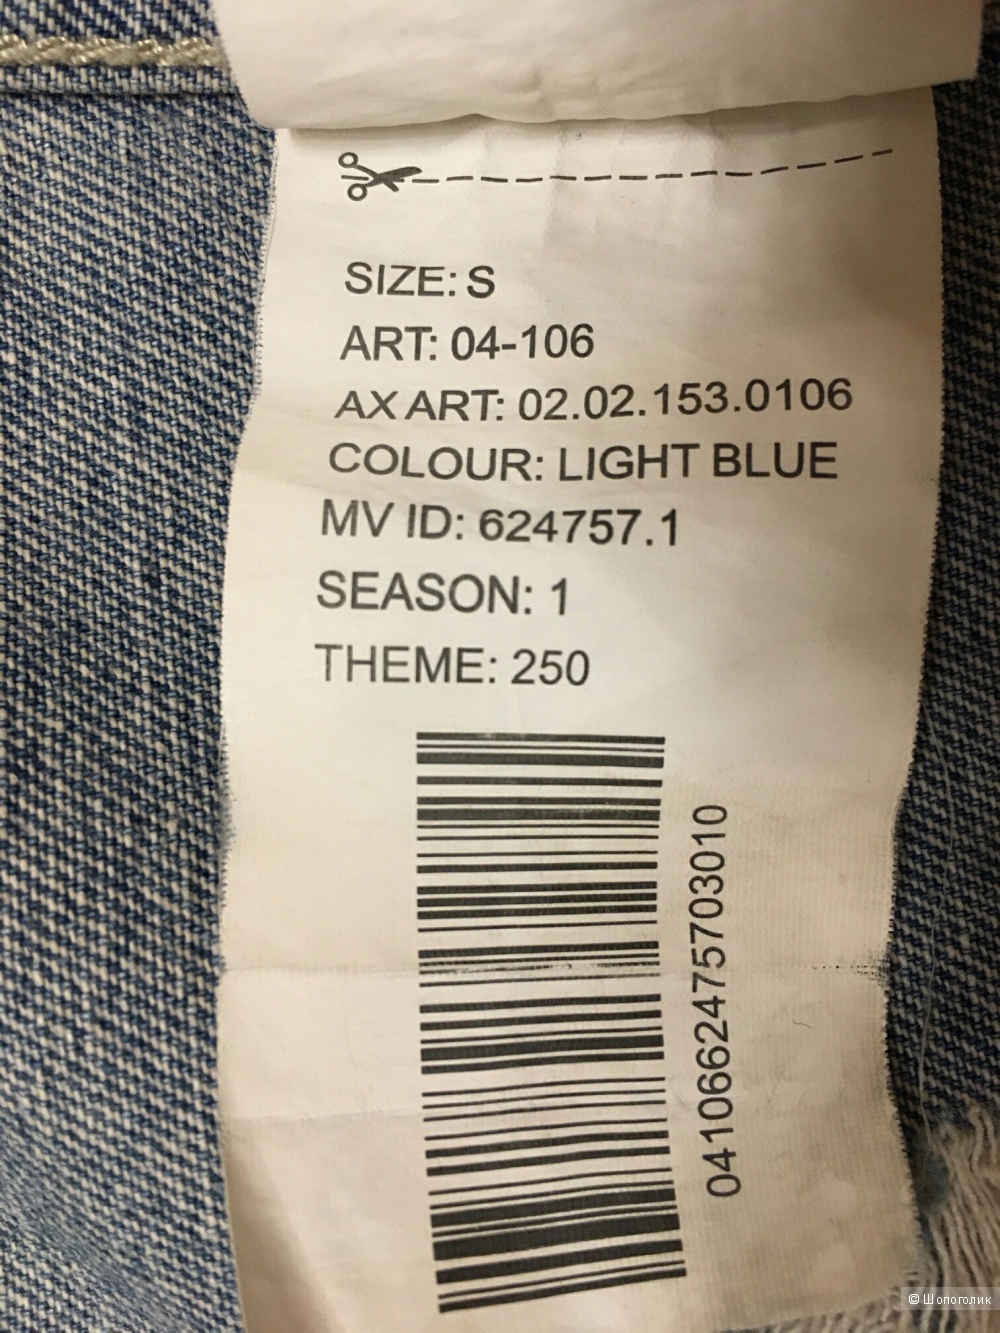 SIZE: S
ART: 04-106
AX ART: 02.02.153.0106
COLOUR: LIGHT BLUE
MV ID: 624757.1
SEASON: 1
THEME: 250
0410662475703010
© Шопоголик